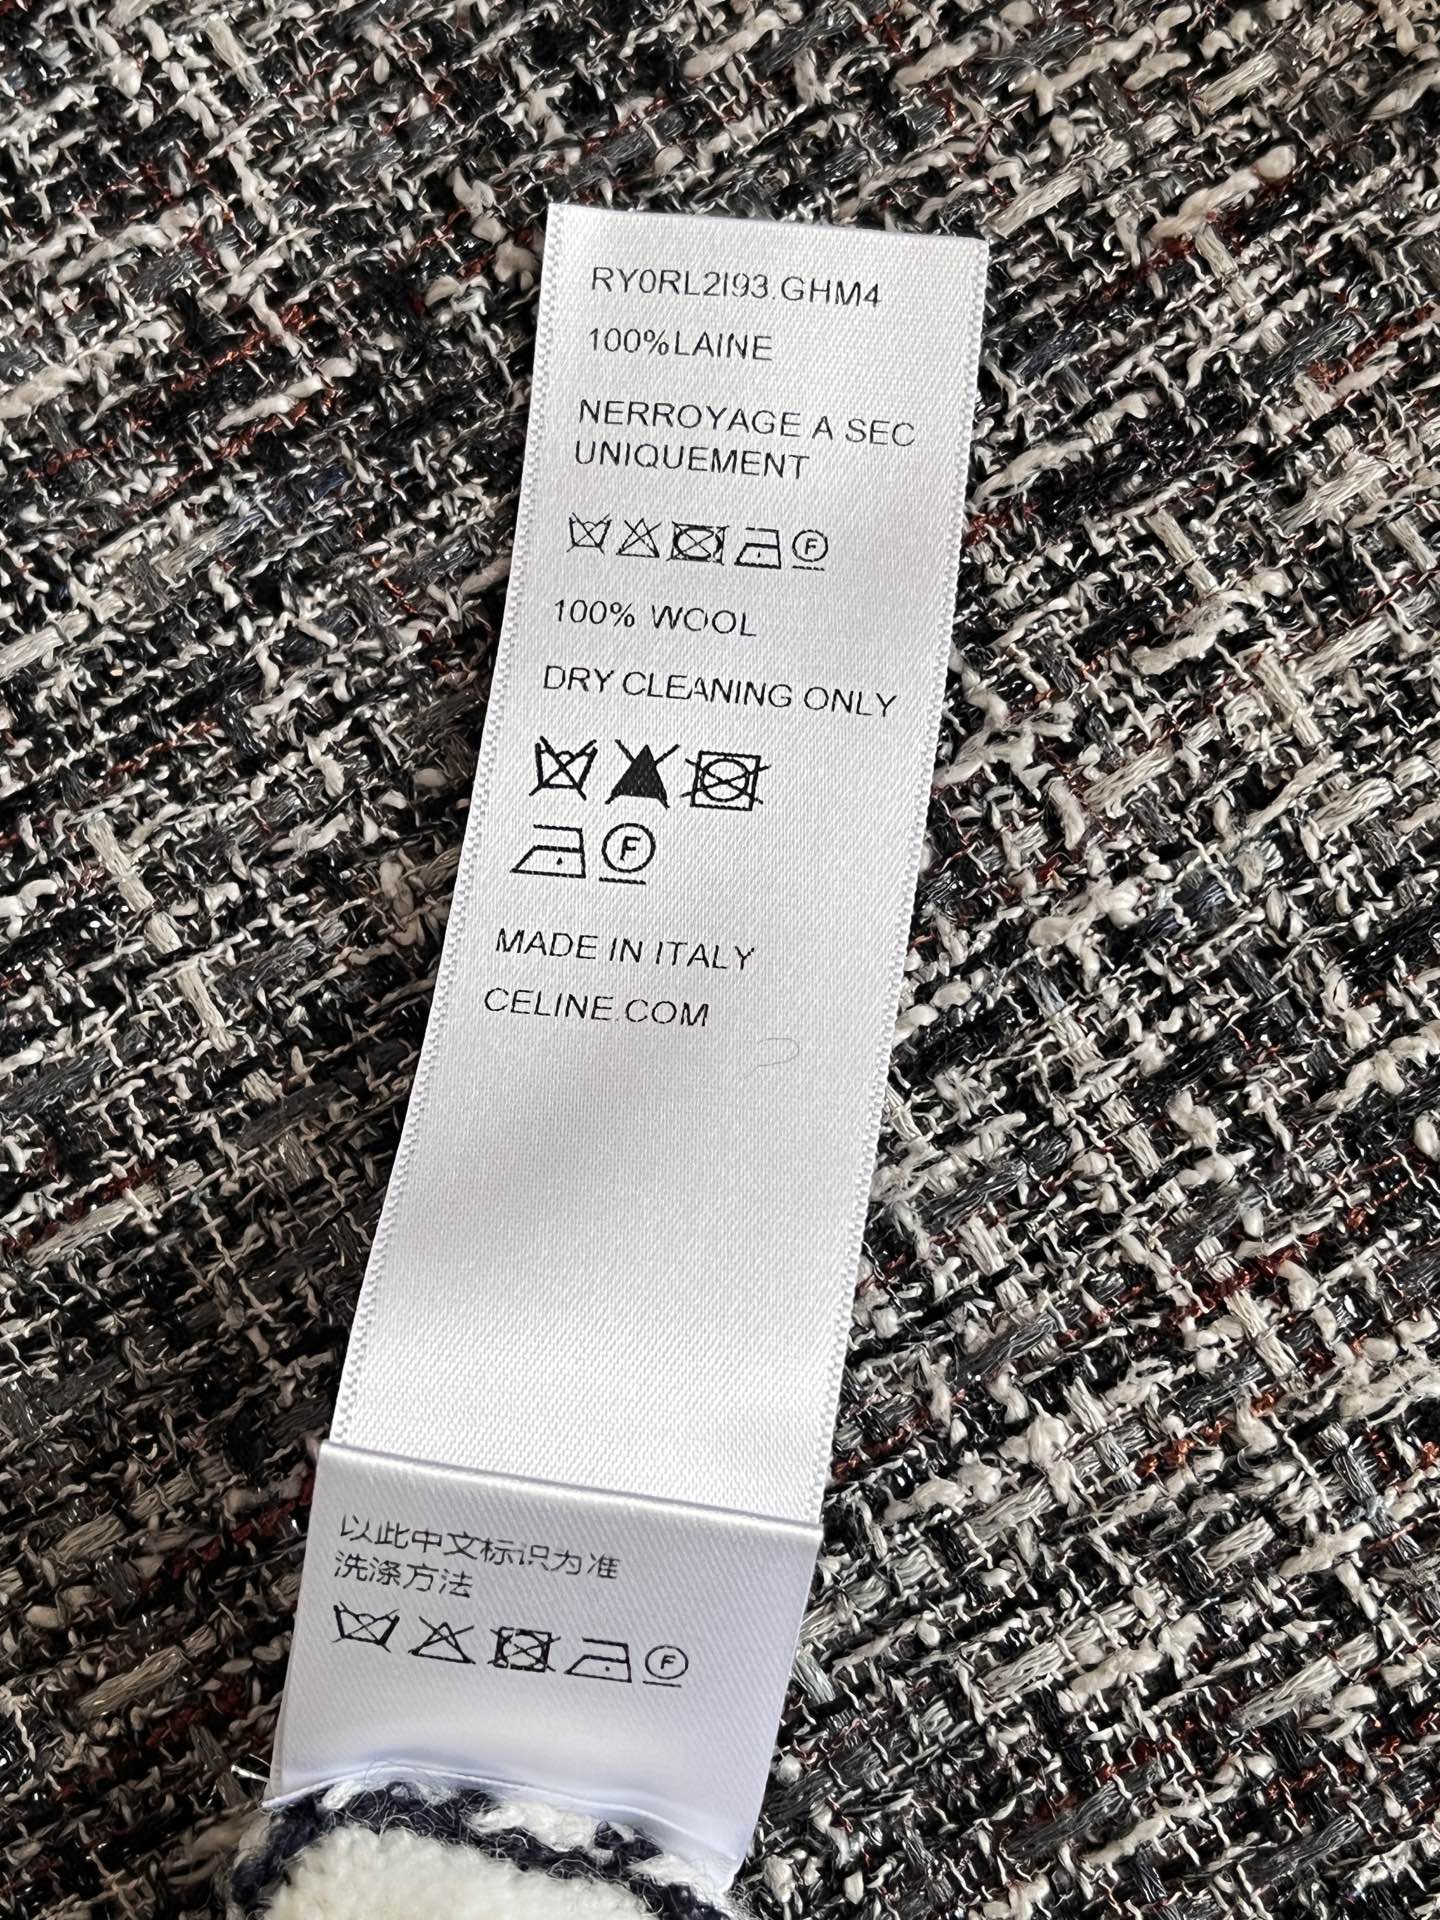 RY0RL2I93.GHM4
100%LAINE
NERROYAGE A SEC
UNIQUEMENT
F
100% WOOL
DRY CLEANING ONLY
F
MADE IN ITALY
CELINE.COM
以此中文标识为准
洗涤方法
F